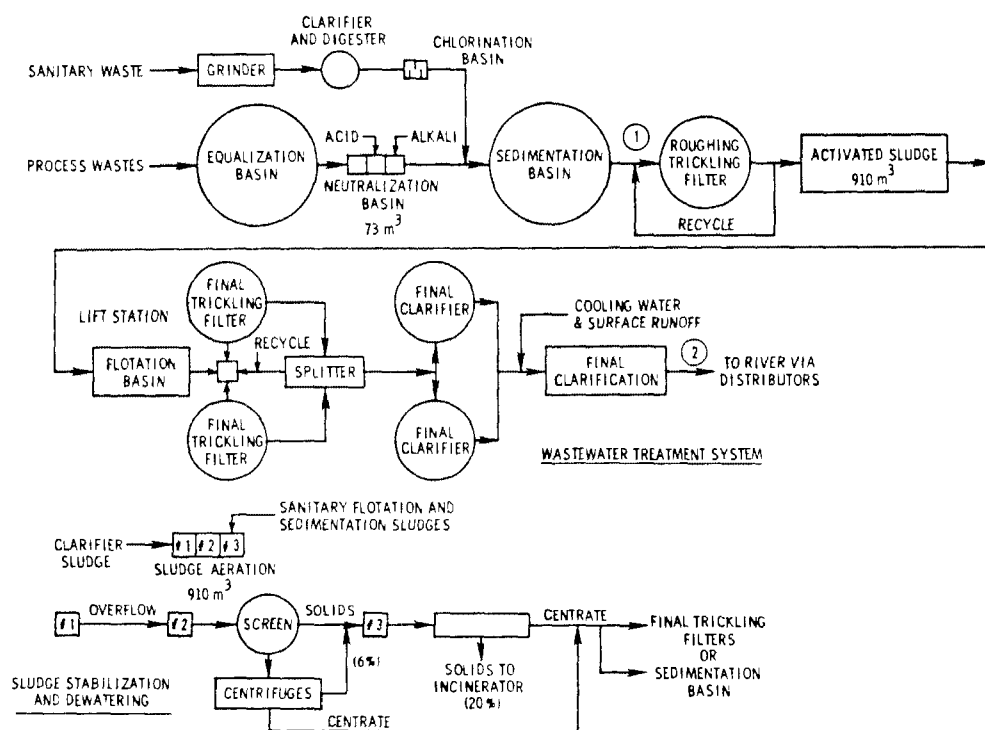 CLARIFIER
AND DIGESTER
CHLORINATION
BASIN
SANITARY WASTE
GRINDER
ACID
ALKALI
1
PROCESS WASTES
EQUALIZATION
BASIN
NEUTRALIZATION
BASIN
73 m³
SEDIMENTATION
BASIN
ROUGHING
TRICKLING
FILTER
RECYCLE
ACTIVATED SLUDGE
910 m³
LIFT STATION
FINAL
TRICKLING
FILTER
FLOTATION
BASIN
RECYCLE
SPLITTER
FINAL
TRICKLING
FILTER
FINAL
CLARIFIER
FINAL
CLARIFIER
COOLING WATER
& SURFACE RUNOFF
FINAL
CLARIFICATION
2
TO RIVER VIA
DISTRIBUTORS
WASTEWATER TREATMENT SYSTEM
SANITARY FLOTATION AND
SEDIMENTATION SLUDGES
CLARIFIER
SLUDGE
#1 #2 #3
SLUDGE AERATION
910 m³
#1
OVERFLOW
#2
SCREEN
SOLIDS
#3
(6%)
CENTRIFUGES
CENTRATE
SOLIDS TO
INCINERATOR
(20%)
CENTRATE
FINAL TRICKLING
FILTERS
OR
SEDIMENTATION
BASIN
SLUDGE STABILIZATION
AND DEWATERING